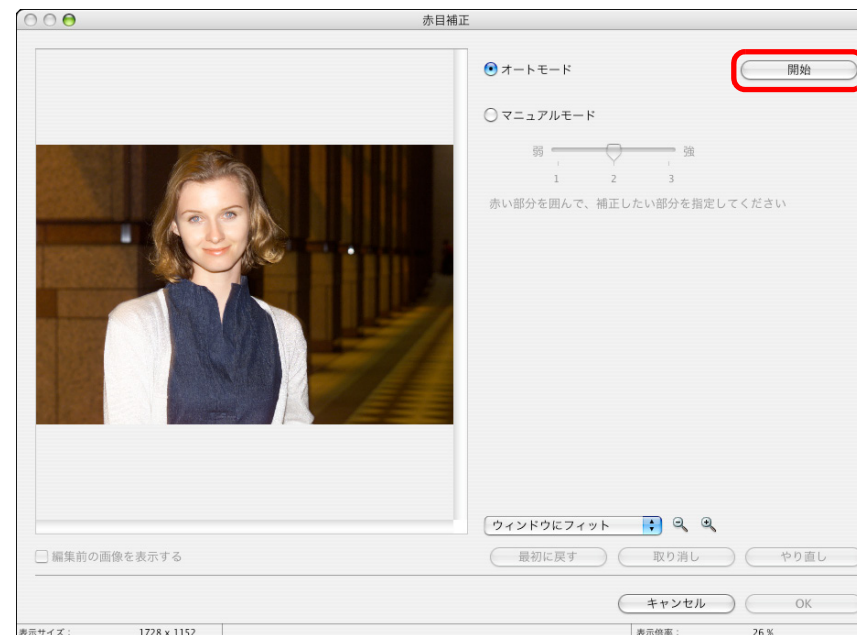 赤目補正
オートモード
開始
マニュアルモード
弱
強
1 2 3
赤い部分を囲んで、補正したい部分を指定してください
ウィンドウにフィット
編集前の画像を表示する
最初に戻す
取り消し
やり直し
キャンセル
OK
表示サイズ：
1728 x 1152
表示倍率：
26 %